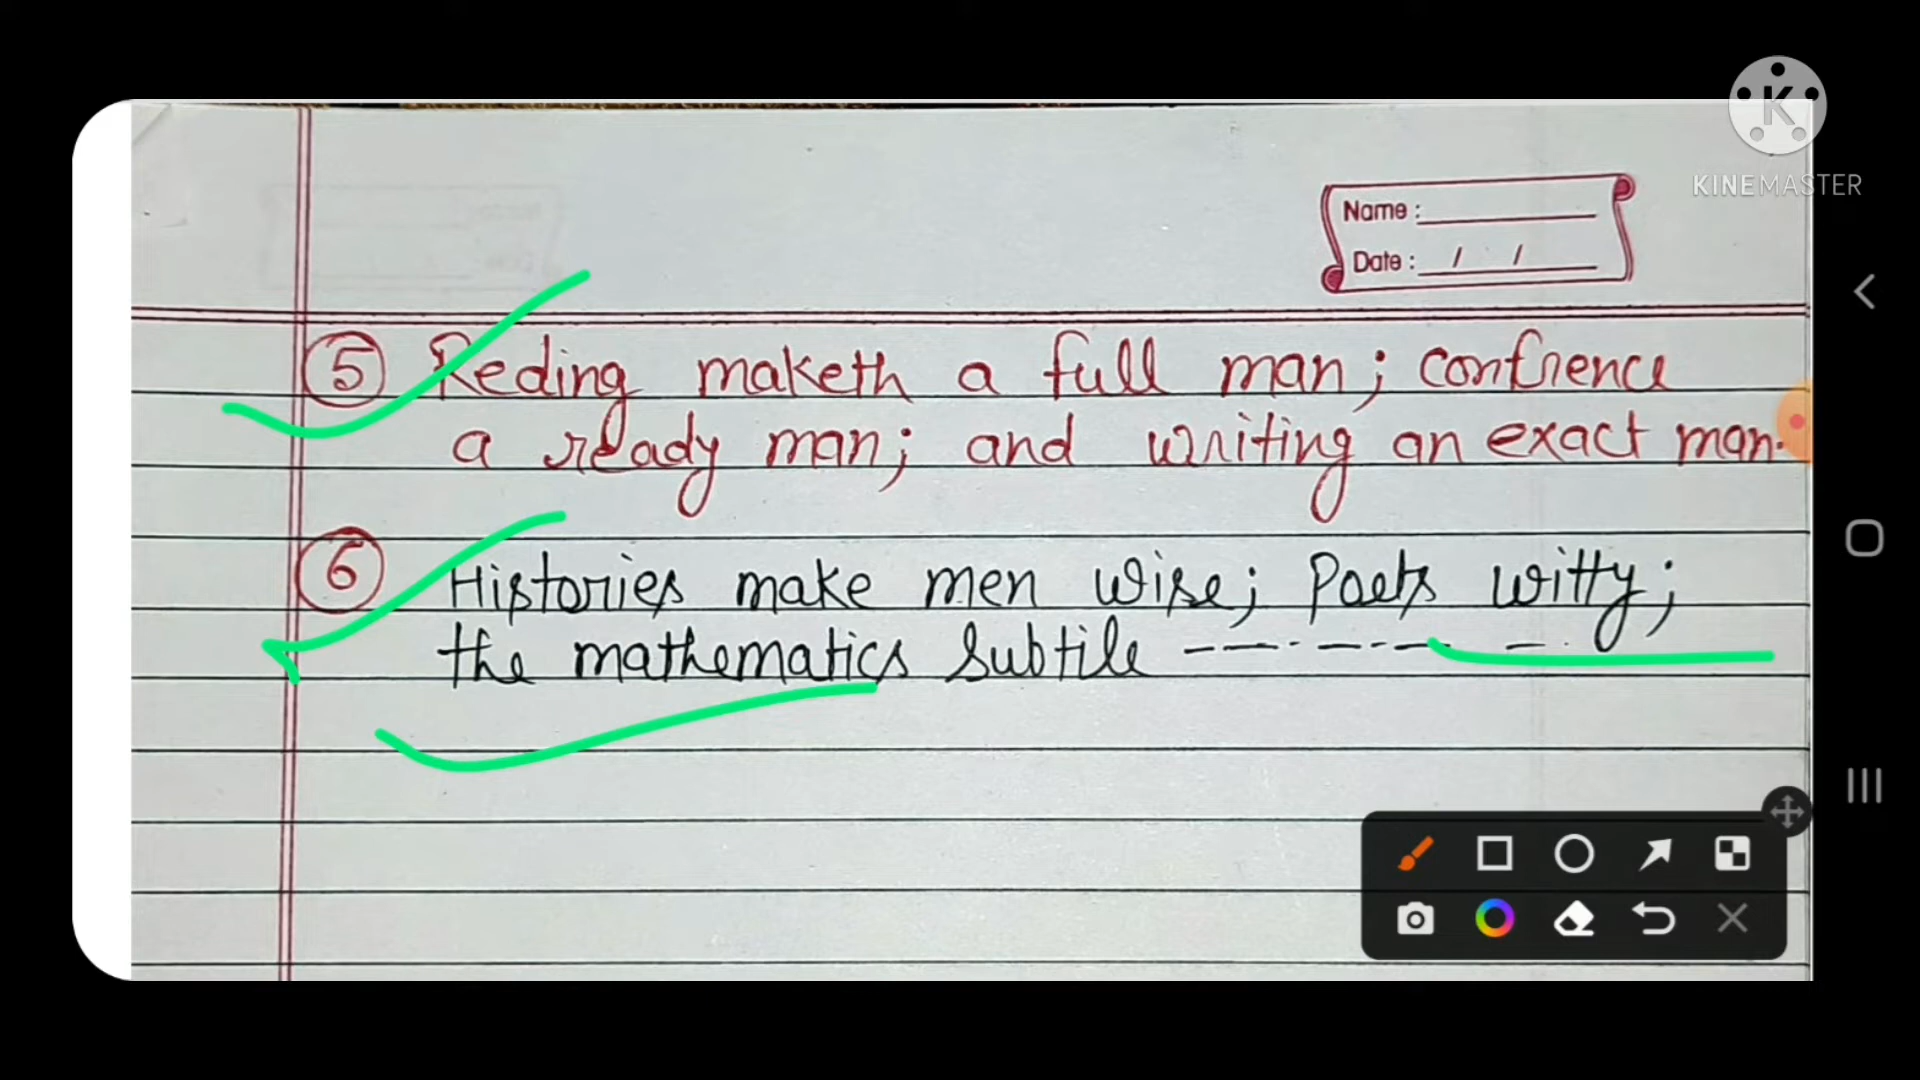 K
KINEMASTER
Name :
Date : / /
5 Reding maketh a full man; confrence
a ready man; and writing an exact man.
6 Histories make men wise; Poets witty;
the mathematics subtile